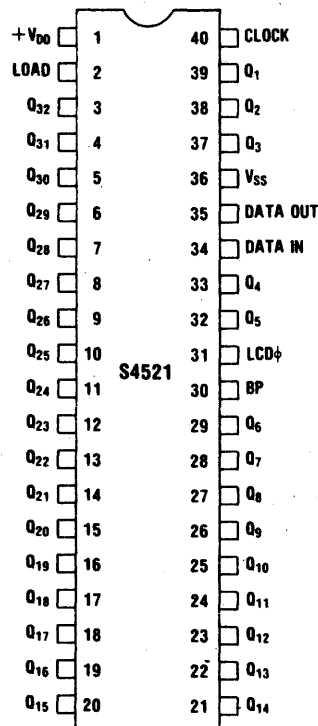 +VDD 1 40 CLOCK
LOAD 2 39 Q1
Q32 3 38 Q2
Q31 4 37 Q3
Q30 5 36 VSS
Q29 6 35 DATA OUT
Q28 7 34 DATA IN
Q27 8 33 Q4
Q26 9 32 Q5
Q25 10 31 LCDϕ
S4521
Q24 11 30 BP
Q23 12 29 Q6
Q22 13 28 Q7
Q21 14 27 Q8
Q20 15 26 Q9
Q19 16 25 Q10
Q18 17 24 Q11
Q17 18 23 Q12
Q16 19 22 Q13
Q15 20 21 Q14